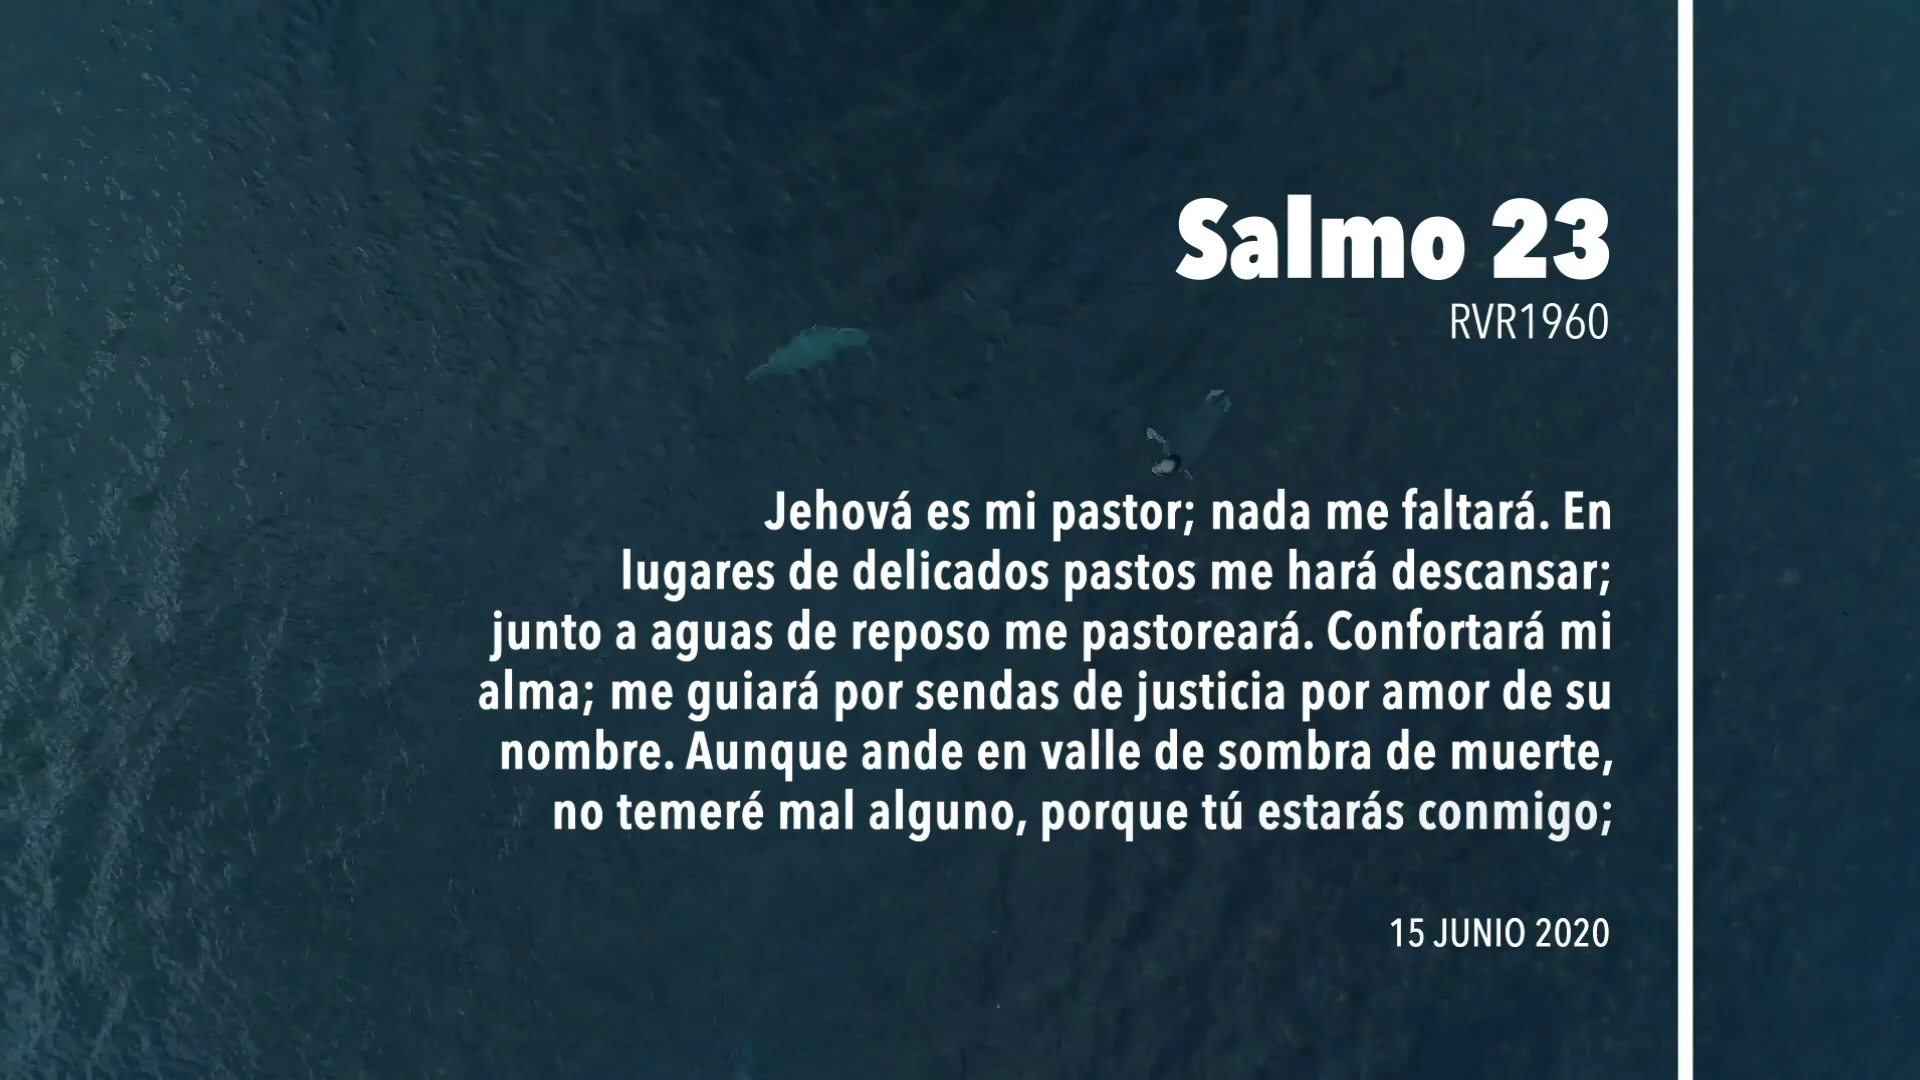 Salmo 23
RVR1960
Jehová es mi pastor; nada me faltará. En
lugares de delicados pastos me hará descansar;
junto a aguas de reposo me pastoreará. Confortará mi
alma; me guiará por sendas de justicia por amor de su
nombre. Aunque ande en valle de sombra de muerte,
no temeré mal alguno, porque tú estarás conmigo;
15 JUNIO 2020